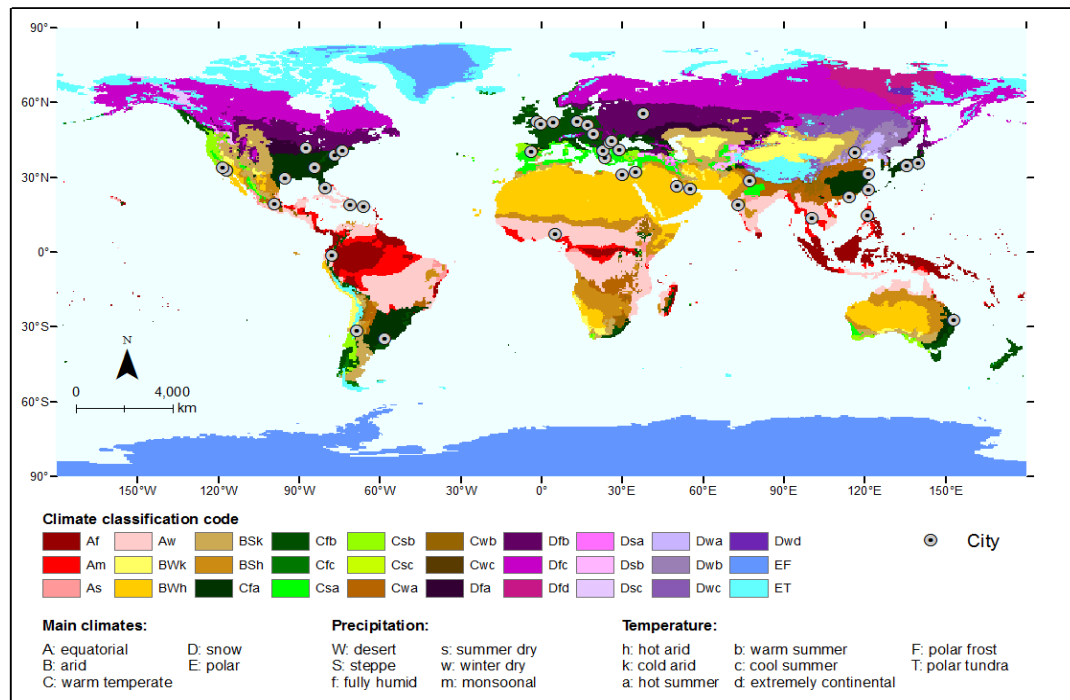 90°
60°N
30°N
0°
30°S
60°S
90°
N
0 4,000
km
150°W 120°W 90°W 60°W 30°W 0° 30°E 60°E 90°E 120°E 150°E
Climate classification code
Af Aw BSk Cfb Csb Cwb Dfb Dsa Dwa Dwd City
Am BWk BSh Cfc Csc Cwc Dfc Dsb Dwb EF
As BWh Cfa Csa Cwa Dfa Dfd Dsc Dwc ET
Main climates: Precipitation: Temperature:
A: equatorial D: snow W: desert s: summer dry h: hot arid b: warm summer F: polar frost
B: arid E: polar S: steppe w: winter dry k: cold arid c: cool summer T: polar tundra
C: warm temperate f: fully humid m: monsoonal a: hot summer d: extremely continental